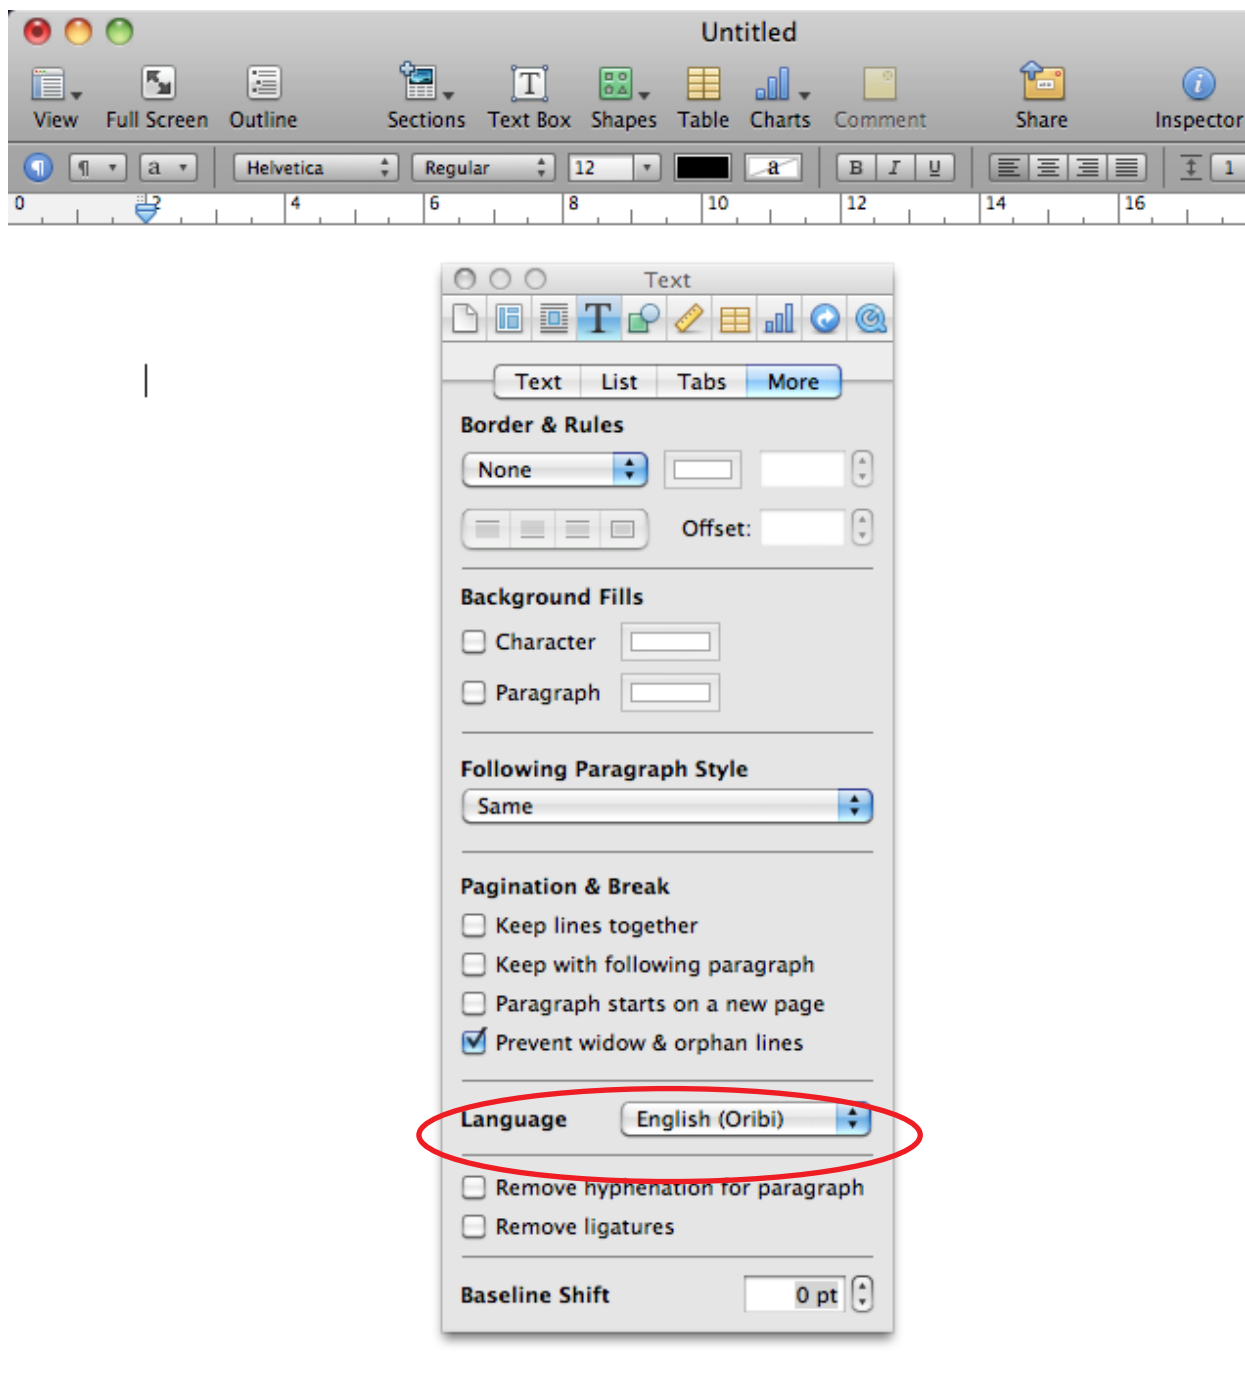 Untitled
View Full Screen Outline Sections Text Box Shapes Table Charts Comment Share Inspector
¶ a Helvetica Regular 12 a B I U 1
0 2 4 6 8 10 12 14 16
Text
T
Text List Tabs More
Border & Rules
None
Offset:
Background Fills
Character
Paragraph
Following Paragraph Style
Same
Pagination & Break
Keep lines together
Keep with following paragraph
Paragraph starts on a new page
Prevent widow & orphan lines
Language English (Oribi)
Remove hyphenation for paragraph
Remove ligatures
Baseline Shift 0 pt